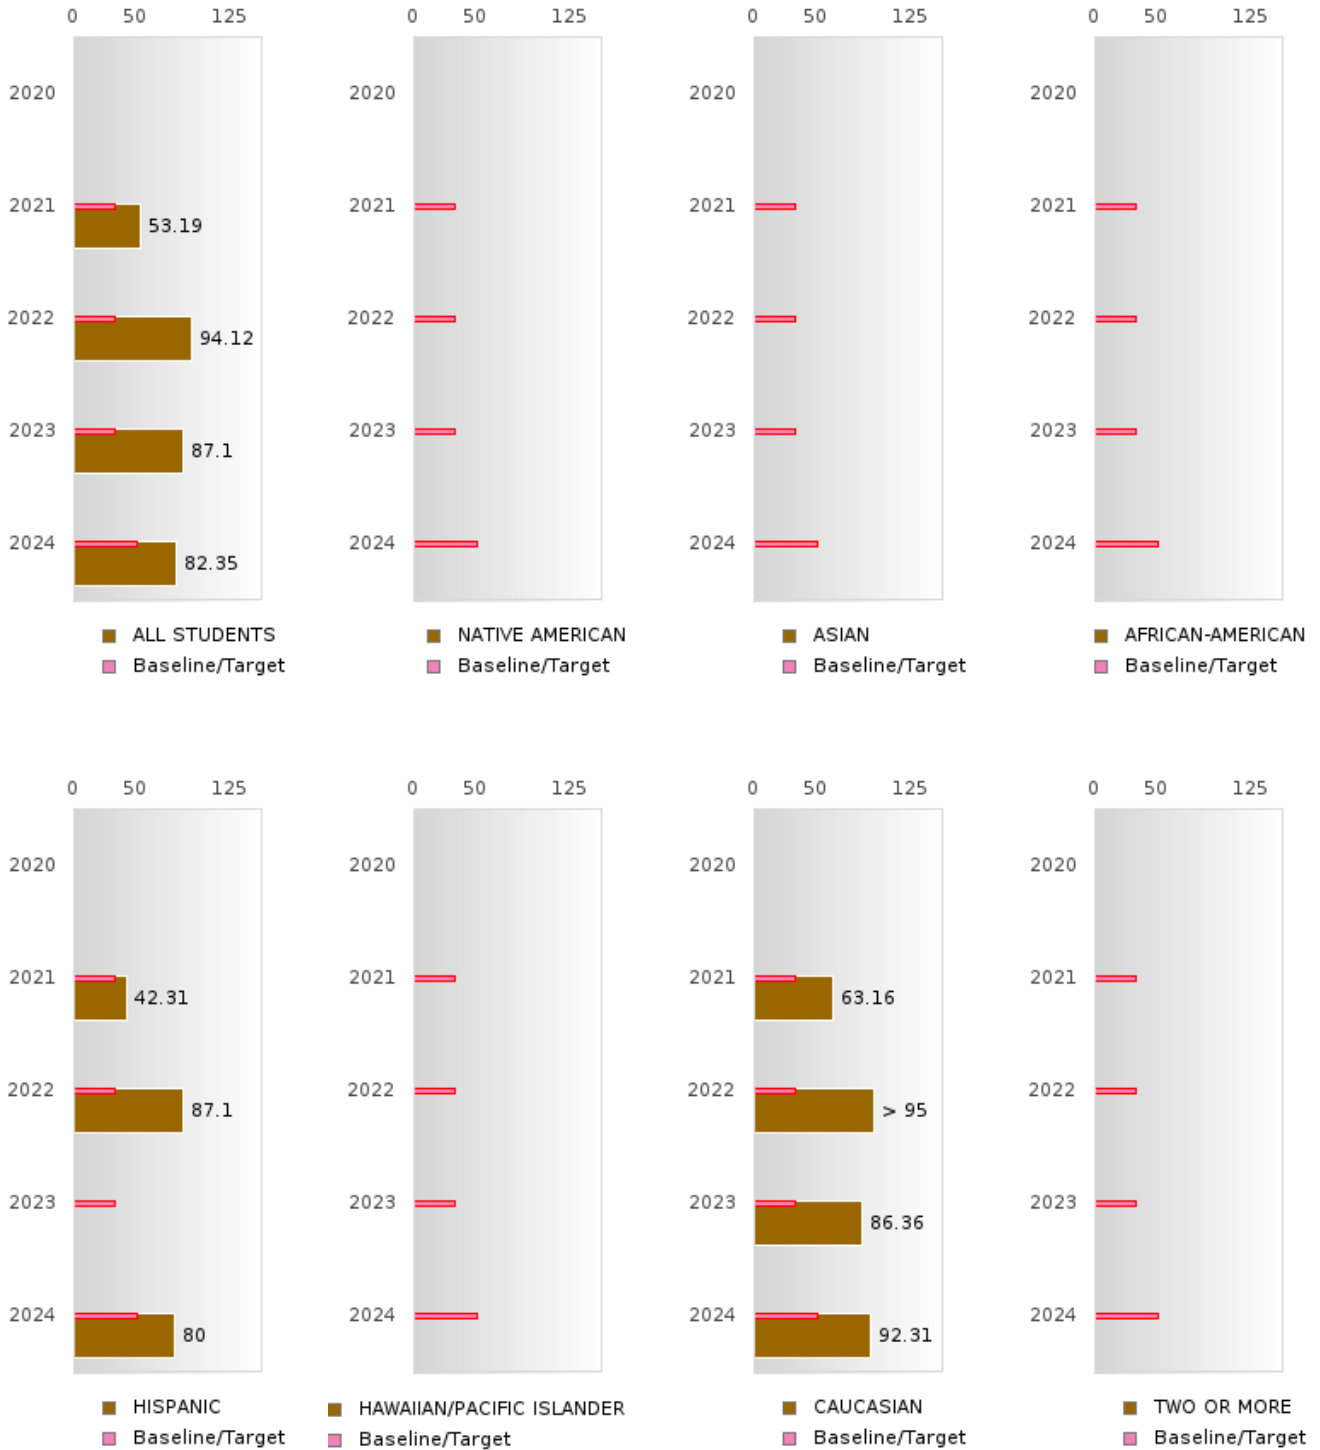 0 50 125 0 50 125 0 50 125 0 50 125
2020 2020 2020 2020
2021 53.19 2021 2021 2021
2022 94.12 2022 2022 2022
2023 87.1 2023 2023 2023
2024 82.35 2024 2024 2024
ALL STUDENTS NATIVE AMERICAN ASIAN AFRICAN-AMERICAN
Baseline/Target Baseline/Target Baseline/Target Baseline/Target
0 50 125 0 50 125 0 50 125 0 50 125
2020 2020 2020 2020
2021 42.31 2021 2021 63.16 2021
2022 87.1 2022 2022 > 95 2022
2023 2023 2023 86.36 2023
2024 80 2024 2024 92.31 2024
HISPANIC HAWAIIAN/PACIFIC ISLANDER CAUCASIAN TWO OR MORE
Baseline/Target Baseline/Target Baseline/Target Baseline/Target